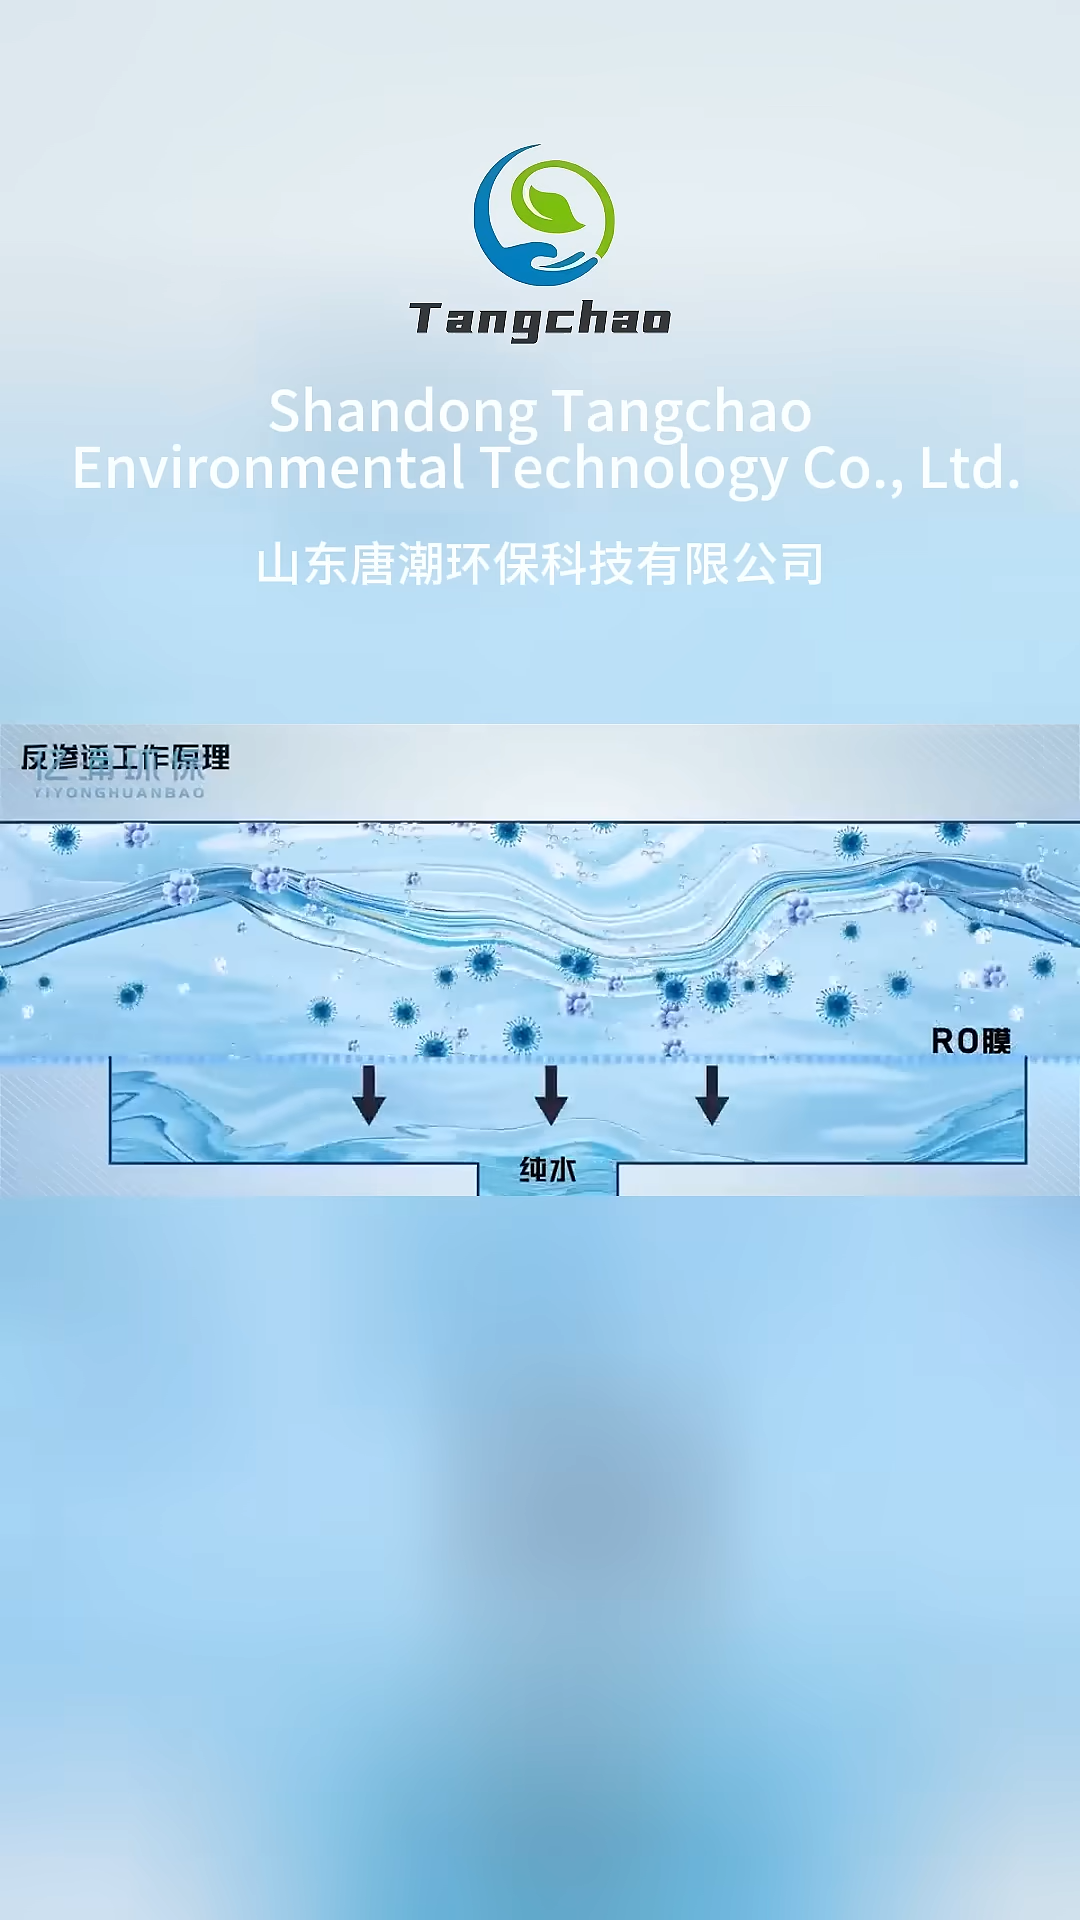 Tangchao
Shandong Tangchao
Environmental Technology Co., Ltd.
山东唐潮环保科技有限公司
反渗透工作原理
YIYONGHUANBAO
RO膜
纯水